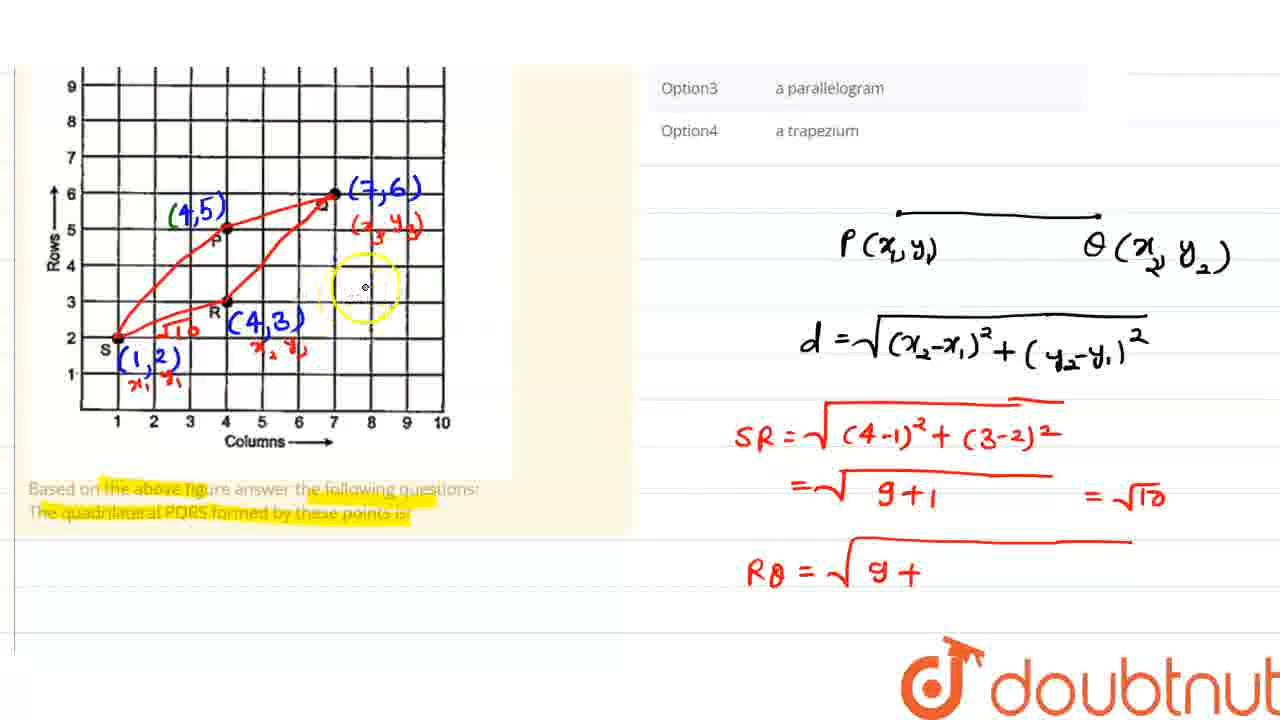 9
8
7
6
5
4
3
2
1
Rows
1 2 3 4 5 6 7 8 9 10
Columns
(4,5)
P
Q
(7,6)
(x3, y3)
R
(4,3)
x2 y2
√10
S
(1,2)
x1 y1
Based on the above figure answer the following questions:
The quadrilateral PQRS formed by these points is
Option3 a parallelogram
Option4 a trapezium
P(x1, y1)
Q(x2, y2)
d = √(x2-x1)² + (y2-y1)²
SR = √(4-1)² + (3-2)²
= √9+1 = √10
RQ = √9+
doubtnut